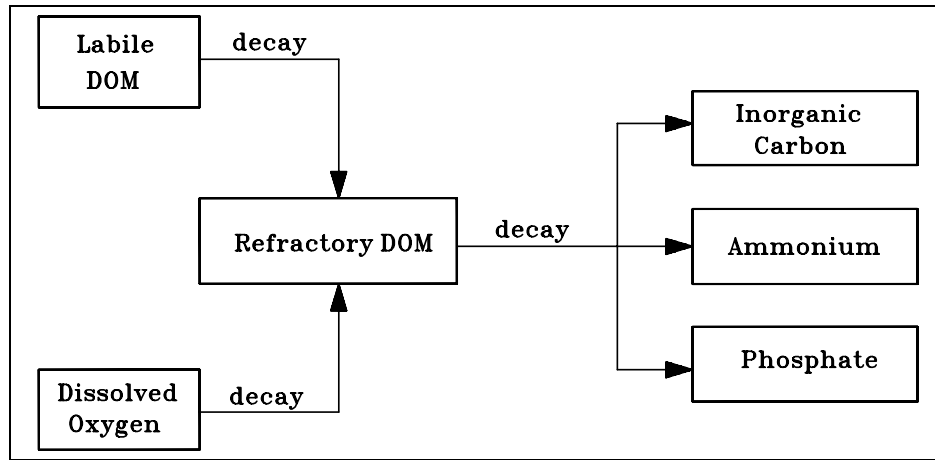 Labile
DOM
decay
Inorganic
Carbon
Refractory DOM
decay
Ammonium
Dissolved
Oxygen
decay
Phosphate